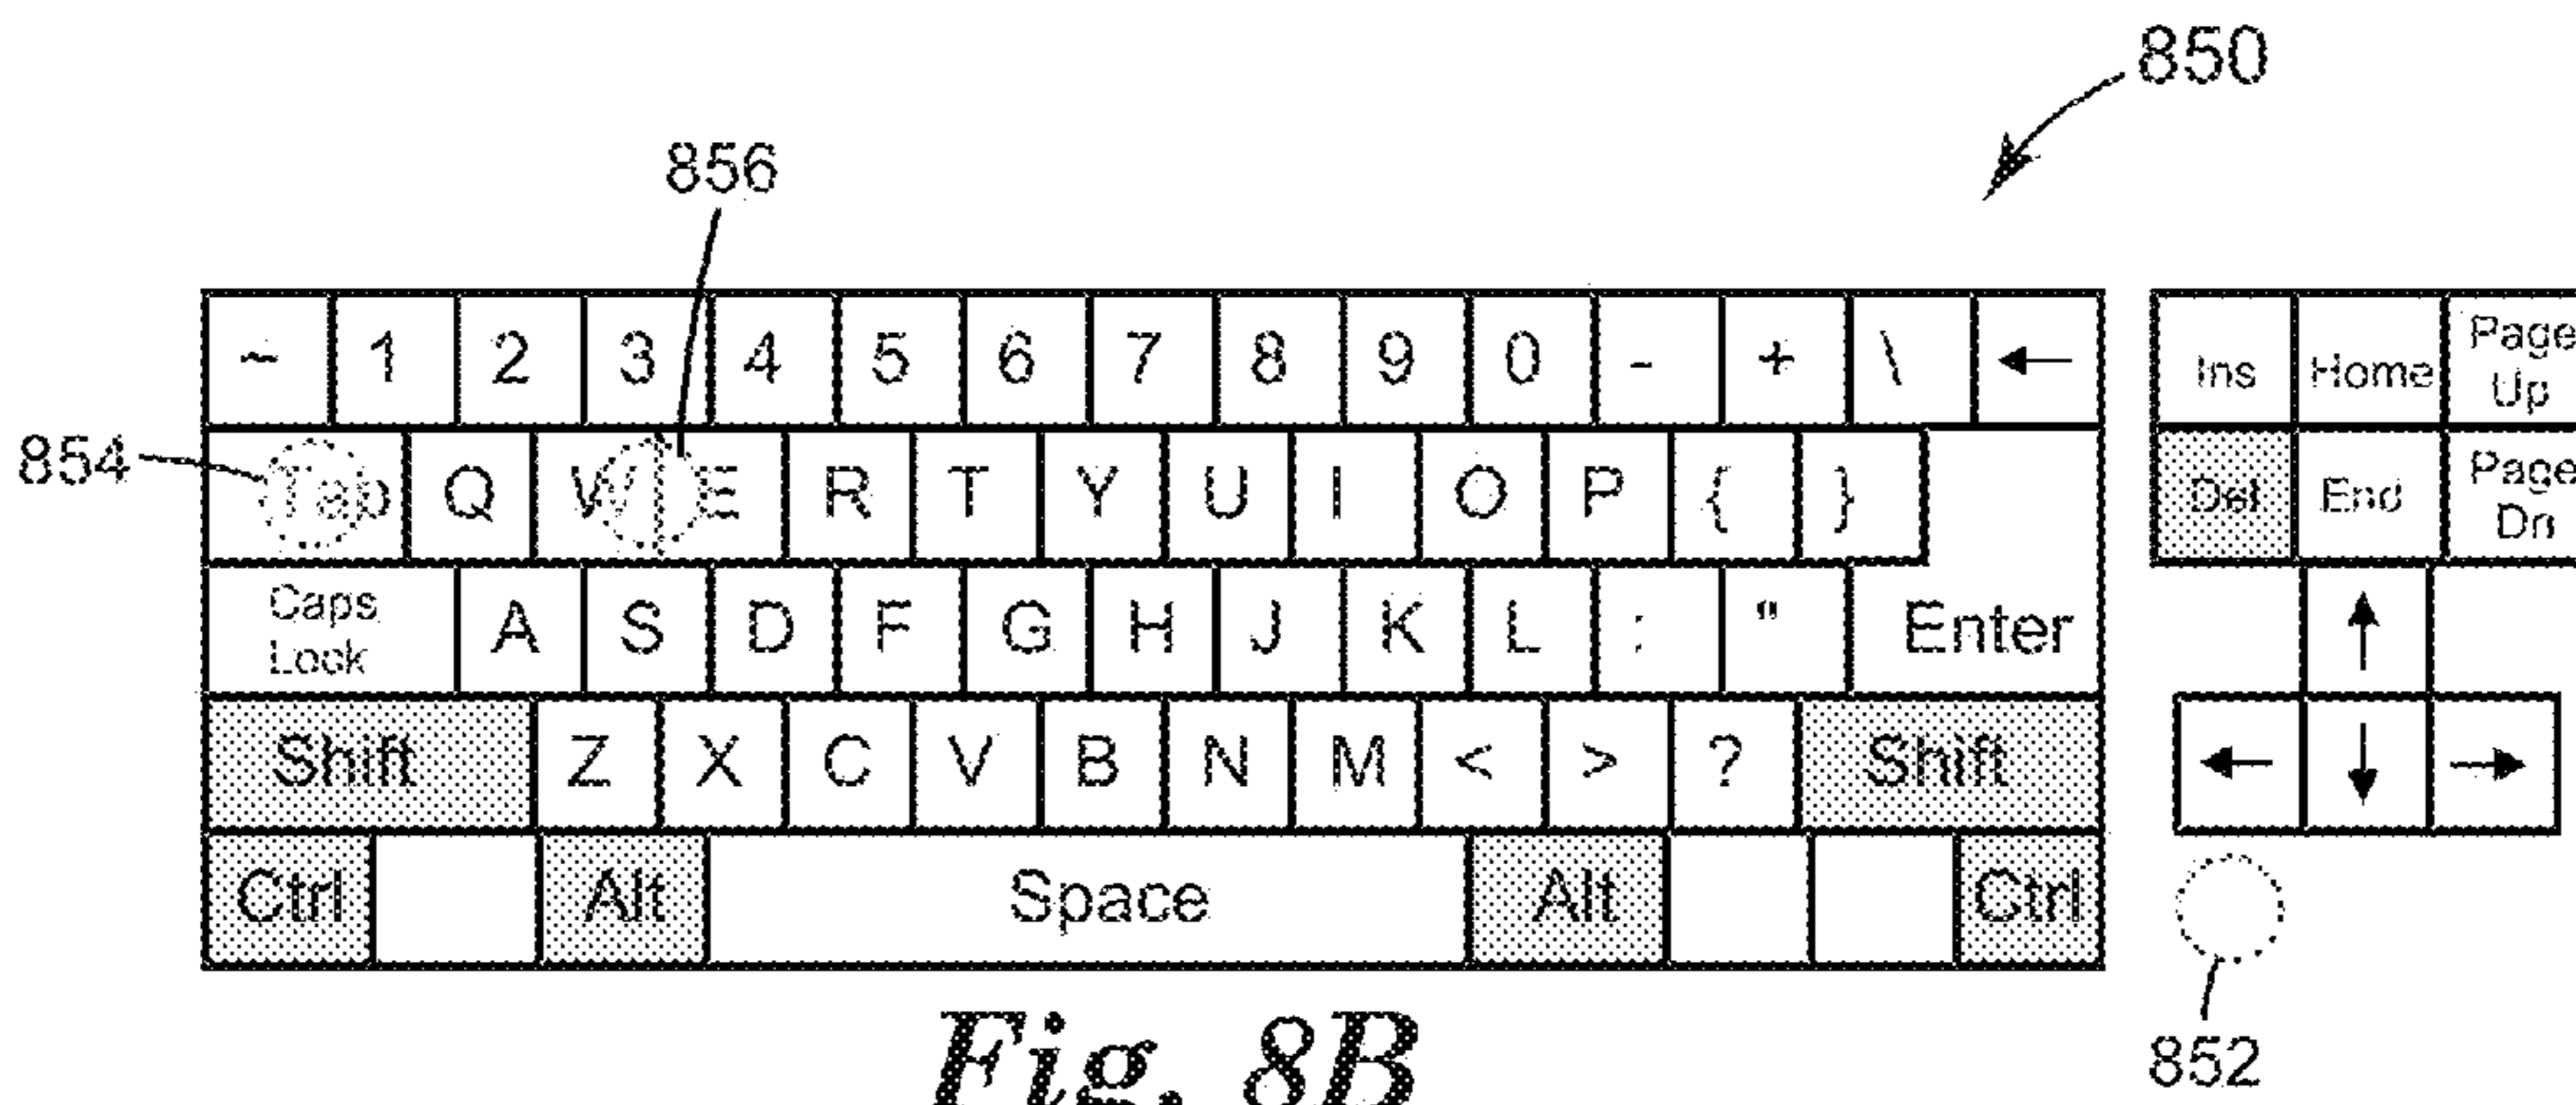 850
856
~ 1 2 3 4 5 6 7 8 9 0 - + \ ← Ins Home Page Up
854
Tab Q W E R T Y U I O P { } Del End Page Dn
Caps Lock A S D F G H J K L : " Enter ↑
Shift Z X C V B N M < > ? Shift ← ↓ →
Ctrl Alt Space Alt Ctrl
852
Fig. 8B